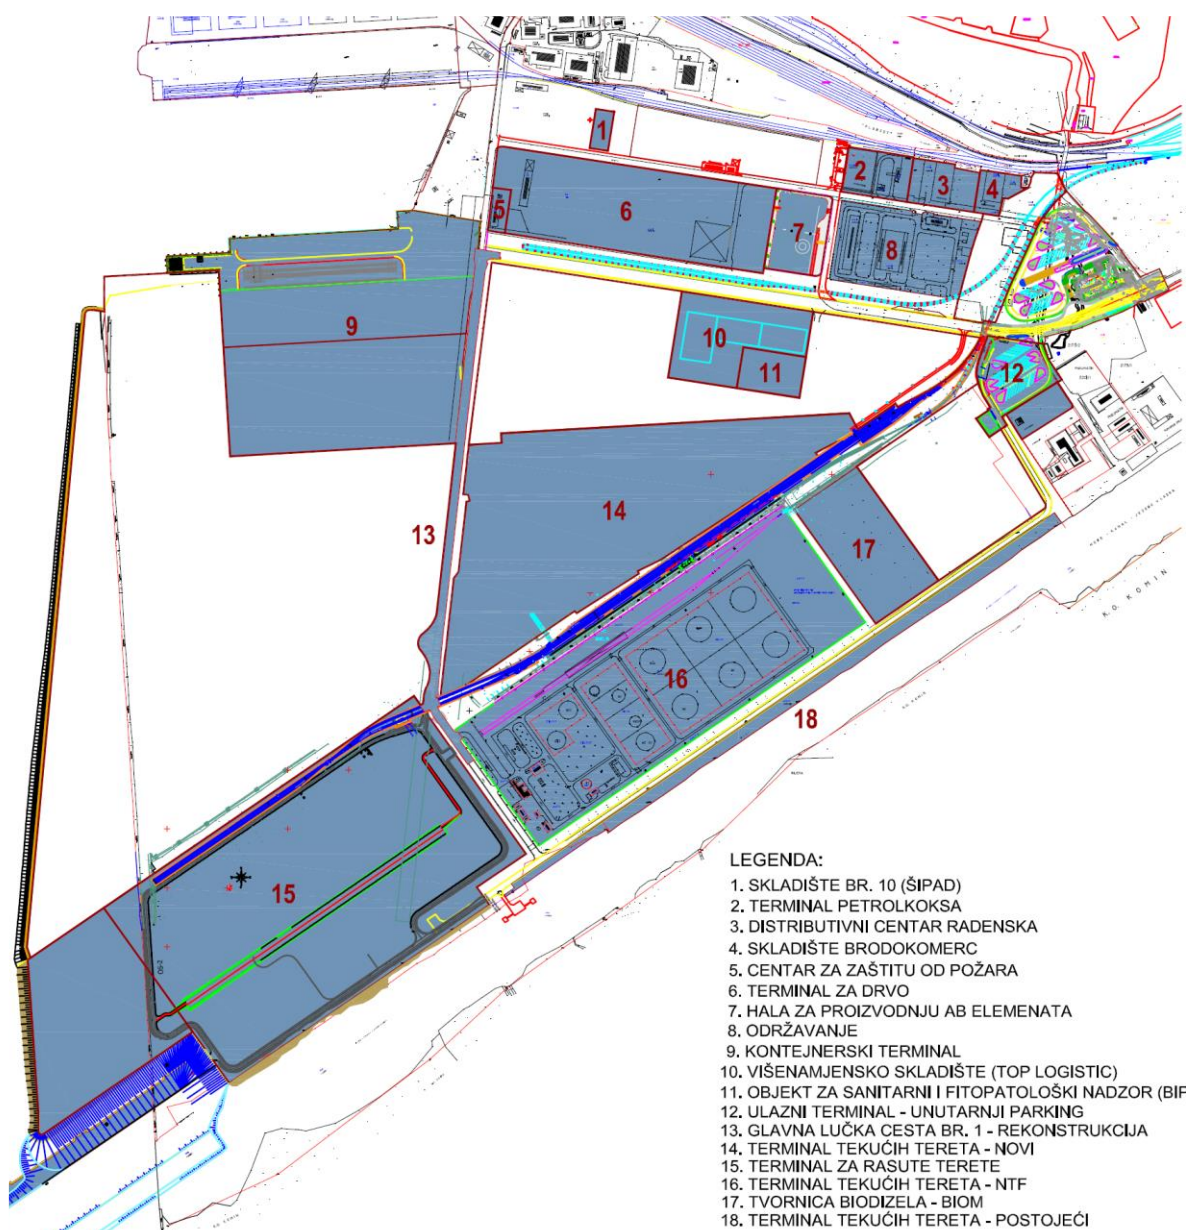 1
2
3
4
5
6
7
8
9
10
11
12
13
14
17
16
18
15
K.O. KOMIN
LEGENDA:
1. SKLADIŠTE BR. 10 (ŠIPAD)
2. TERMINAL PETROLKOKSA
3. DISTRIBUTIVNI CENTAR RADENSKA
4. SKLADIŠTE BRODOKOMERC
5. CENTAR ZA ZAŠTITU OD POŽARA
6. TERMINAL ZA DRVO
7. HALA ZA PROIZVODNJU AB ELEMENATA
8. ODRŽAVANJE
9. KONTEJNERSKI TERMINAL
10. VIŠENAMJENSKO SKLADIŠTE (TOP LOGISTIC)
11. OBJEKT ZA SANITARNI I FITOPATOLOŠKI NADZOR (BIP
12. ULAZNI TERMINAL - UNUTARNJI PARKING
13. GLAVNA LUČKA CESTA BR. 1 - REKONSTRUKCIJA
14. TERMINAL TEKUĆIH TERETA - NOVI
15. TERMINAL ZA RASUTE TERETE
16. TERMINAL TEKUĆIH TERETA - NTF
17. TVORNICA BIODIZELA - BIOM
18. TERMINAL TEKUĆIH TERETA - POSTOJEĆI